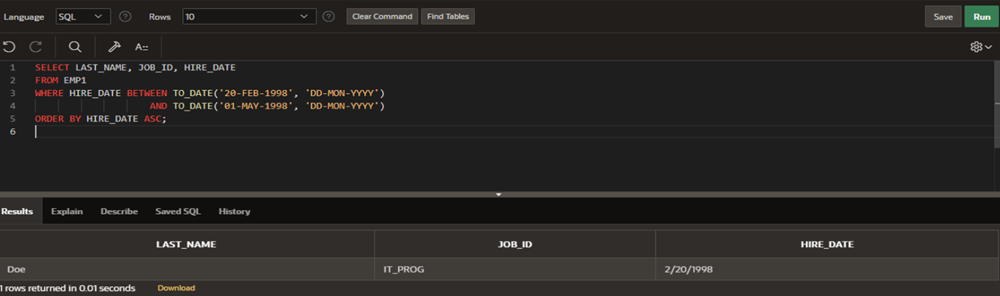 Language SQL Rows 10 Clear Command Find Tables Save Run
A::
1 SELECT LAST_NAME, JOB_ID, HIRE_DATE
2 FROM EMP1
3 WHERE HIRE_DATE BETWEEN TO_DATE('20-FEB-1998', 'DD-MON-YYYY')
4 AND TO_DATE('01-MAY-1998', 'DD-MON-YYYY')
5 ORDER BY HIRE_DATE ASC;
6
Results Explain Describe Saved SQL History
LAST_NAME JOB_ID HIRE_DATE
Doe IT_PROG 2/20/1998
1 rows returned in 0.01 seconds Download